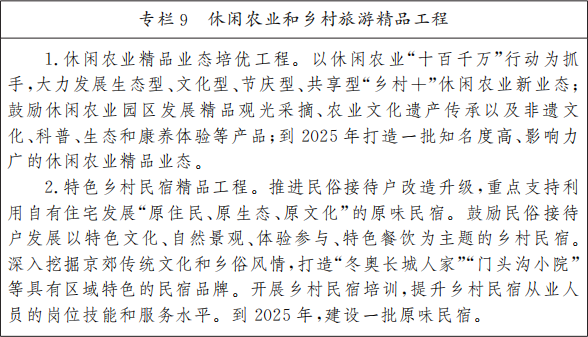 专栏9 休闲农业和乡村旅游精品工程
1.休闲农业精品业态培优工程。以休闲农业“十百千万”行动为抓
手,大力发展生态型、文化型、节庆型、共享型“乡村+”休闲农业新业态;
鼓励休闲农业园区发展精品观光采摘、农业文化遗产传承以及非遗文
化、科普、生态和康养体验等产品;到2025年打造一批知名度高、影响力
广的休闲农业精品业态。
2.特色乡村民宿精品工程。推进民俗接待户改造升级,重点支持利
用自有住宅发展“原住民、原生态、原文化”的原味民宿。鼓励民俗接待
户发展以特色文化、自然景观、体验参与、特色餐饮为主题的乡村民宿。
深入挖掘京郊传统文化和乡俗风情,打造“冬奥长城人家”“门头沟小院”
等具有区域特色的民宿品牌。开展乡村民宿培训,提升乡村民宿从业人
员的岗位技能和服务水平。到2025年,建设一批原味民宿。